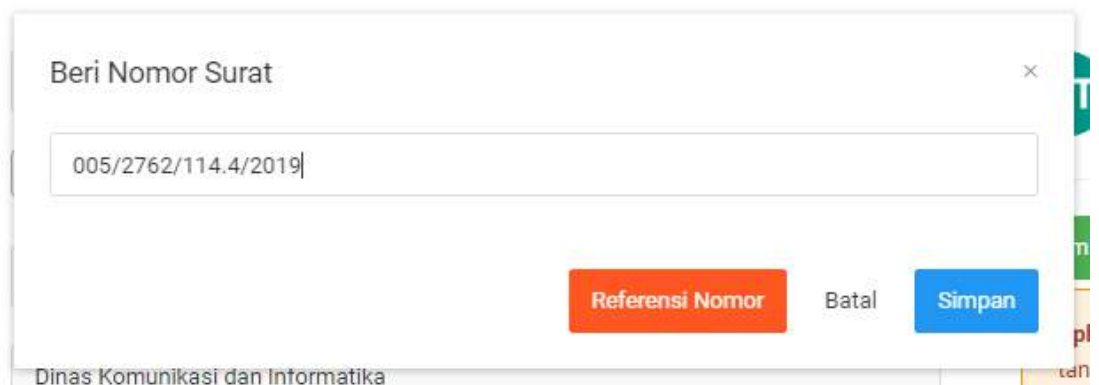 Beri Nomor Surat
×
005/2762/114.4/2019
Referensi Nomor Batal Simpan
Dinas Komunikasi dan Informatika